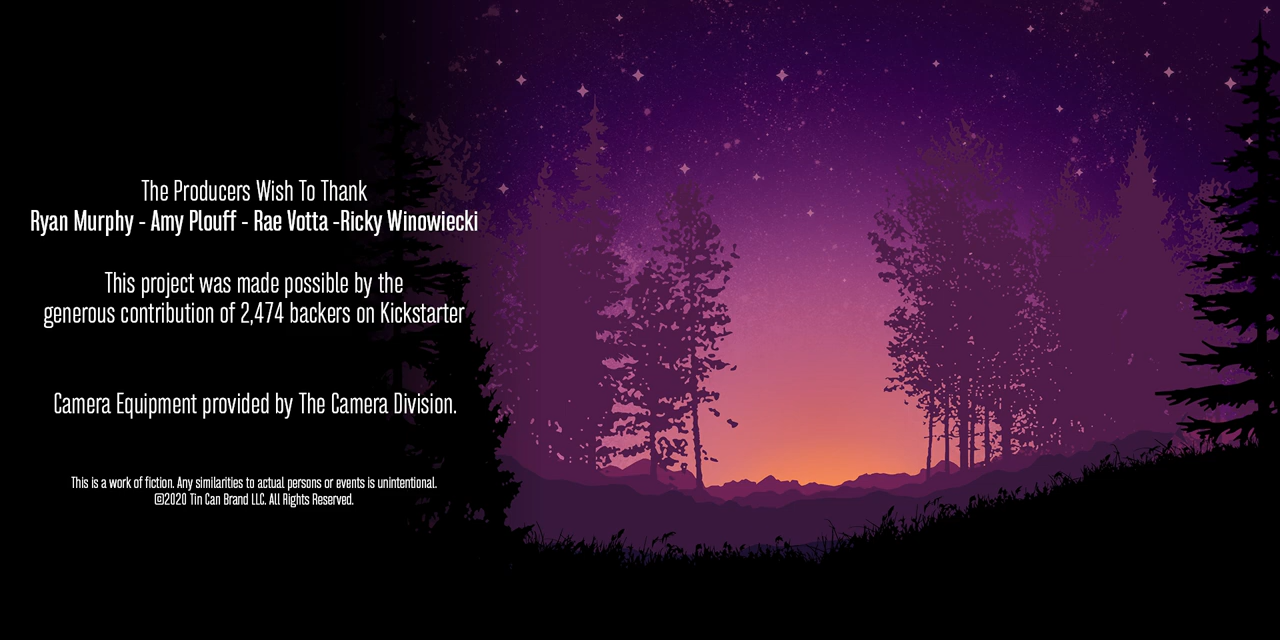 The Producers Wish To Thank
Ryan Murphy - Amy Plouff - Rae Votta -Ricky Winowiecki
This project was made possible by the
generous contribution of 2,474 backers on Kickstarter
Camera Equipment provided by The Camera Division.
This is a work of fiction. Any similarities to actual persons or events is unintentional.
©2020 Tin Can Brand LLC. All Rights Reserved.